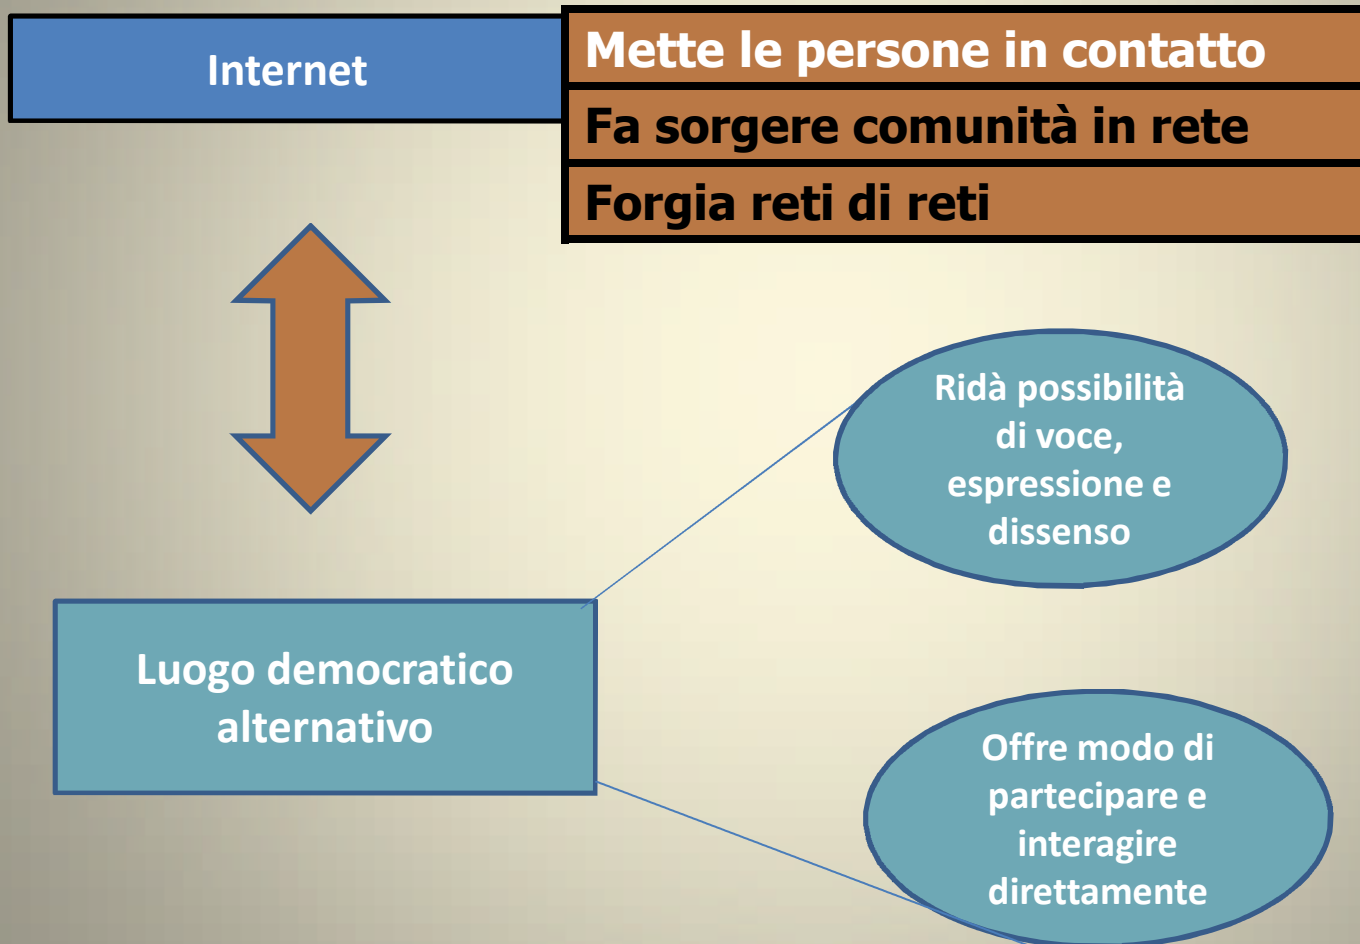 Internet
Mette le persone in contatto
Fa sorgere comunità in rete
Forgia reti di reti
Ridà possibilità
di voce,
espressione e
dissenso
Luogo democratico
alternativo
Offre modo di
partecipare e
interagire
direttamente